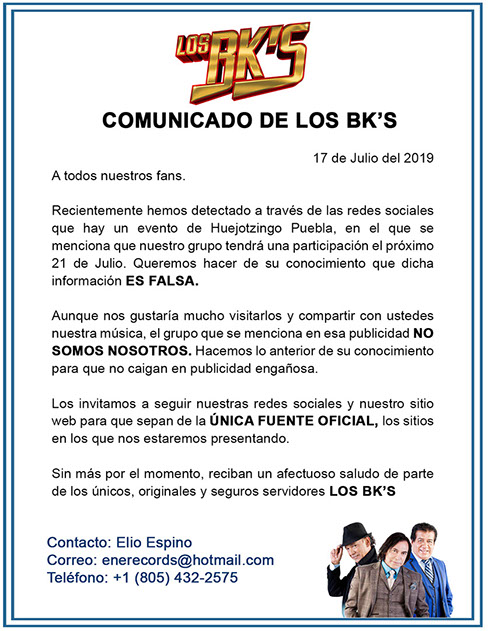 LOS BK'S
COMUNICADO DE LOS BK’S
17 de Julio del 2019
A todos nuestros fans.
Recientemente hemos detectado a través de las redes sociales
que hay un evento de Huejotzingo Puebla, en el que se
menciona que nuestro grupo tendrá una participación el próximo
21 de Julio. Queremos hacer de su conocimiento que dicha
información ES FALSA.
Aunque nos gustaría mucho visitarlos y compartir con ustedes
nuestra música, el grupo que se menciona en esa publicidad NO
SOMOS NOSOTROS. Hacemos lo anterior de su conocimiento
para que no caigan en publicidad engañosa.
Los invitamos a seguir nuestras redes sociales y nuestro sitio
web para que sepan de la ÚNICA FUENTE OFICIAL, los sitios
en los que nos estaremos presentando.
Sin más por el momento, reciban un afectuoso saludo de parte
de los únicos, originales y seguros servidores LOS BK’S
Contacto: Elio Espino
Correo: enerecords@hotmail.com
Teléfono: +1 (805) 432-2575